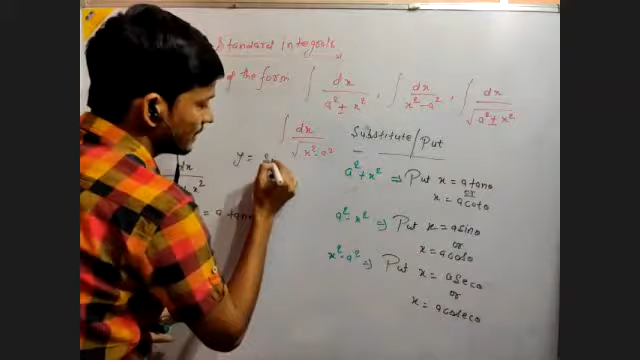 Standard integrals
of the form ∫ dx / a² ± x² , ∫ dx / x² - a² , ∫ dx / √a² ± x²
∫ dx / √x² - a²
Substitute/Put
a² + x² ⇒ Put x = a tanθ
or
x = a cotθ
a² - x² ⇒ Put x = a sinθ
or
x = a cosθ
x² - a² ⇒ Put x = a secθ
or
x = a cosecθ
y =
dx
x²
= a tan